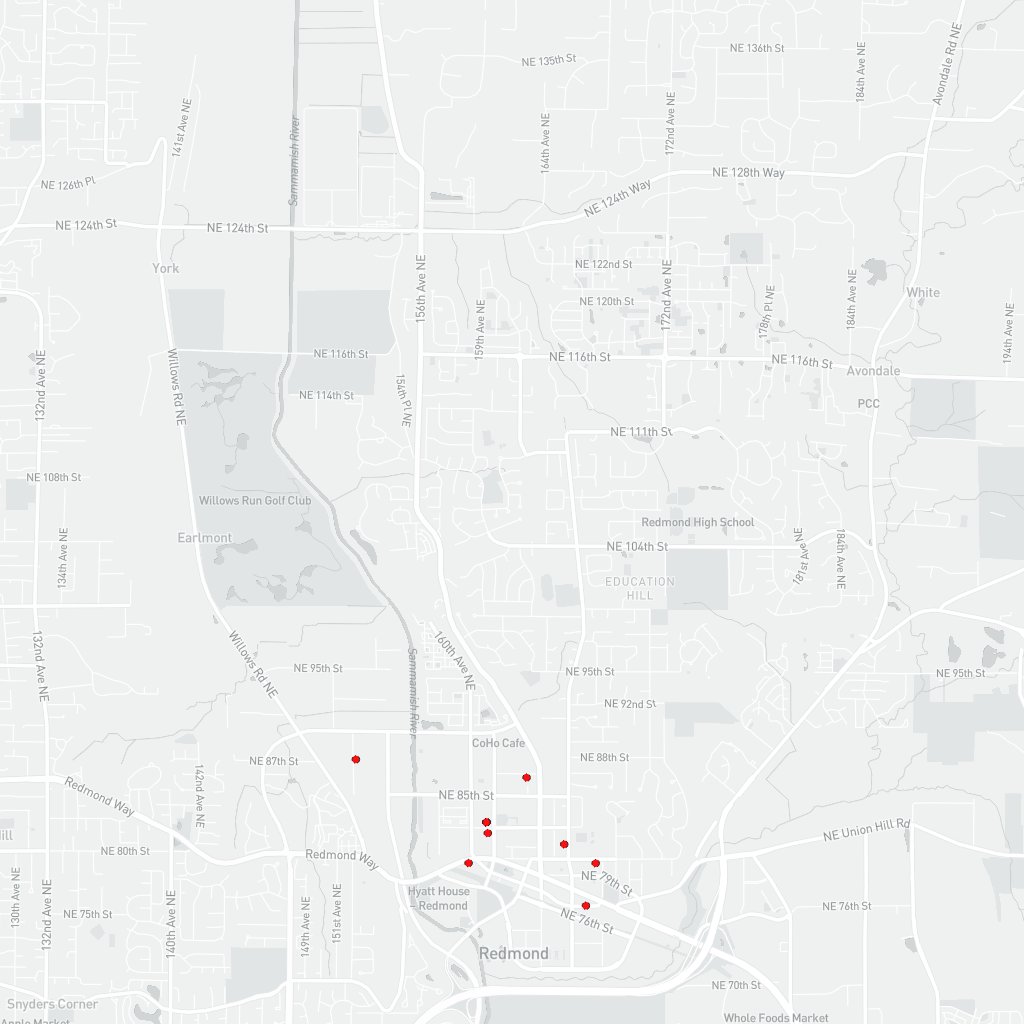 NE 136th St
184th Ave NE
Avondale Rd NE
NE 135th St
172nd Ave NE
141st Ave NE
164th Ave NE
Sammamish River
NE 126th Pl
NE 128th Way
NE 124th Way
NE 124th St
NE 124th St
York
NE 122nd St
156th Ave NE
172nd Ave NE
184th Ave NE
White
NE 120th St
178th Pl NE
159th Ave NE
194th Ave NE
NE 116th St
NE 116th St
NE 116th St
132nd Ave NE
Willows Rd NE
Avondale
154th Pl NE
NE 114th St
PCC
NE 111th St
NE 108th St
Willows Run Golf Club
Redmond High School
Earlmont
134th Ave NE
NE 104th St
181st Ave NE
184th Ave NE
EDUCATION
HILL
132nd Ave NE
Willows Rd NE
160th Ave NE
NE 95th St
Sammamish River
NE 95th St
NE 95th St
NE 92nd St
CoHo Cafe
NE 87th St
NE 88th St
142nd Ave NE
Redmond Way
NE 85th St
NE Union Hill Rd
Hill
NE 80th St
Redmond Way
NE 79th St
Hyatt House
– Redmond
130th Ave NE
132nd Ave NE
NE 75th St
140th Ave NE
149th Ave NE
151st Ave NE
NE 76th St
NE 76th St
Redmond
NE 70th St
Snyders Corner
Apple Market
Whole Foods Market